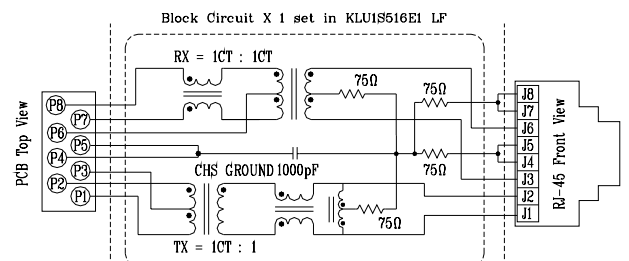 Block Circuit X 1 set in KLU1S516E1 LF
RX = 1CT : 1CT
75Ω
75Ω
PCB Top View
P8
P7
P6
P5
P4
P3
P2
P1
CHS GROUND
1000pF
75Ω
75Ω
TX = 1CT : 1
J8
J7
J6
J5
J4
J3
J2
J1
RJ-45 Front View